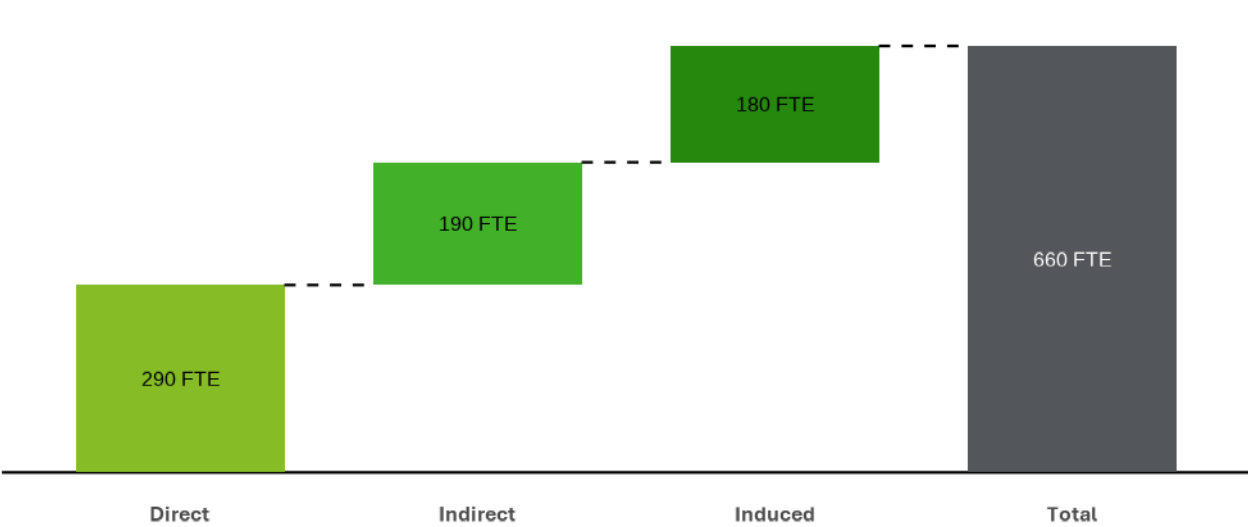 180 FTE
190 FTE
660 FTE
290 FTE
Direct Indirect Induced Total